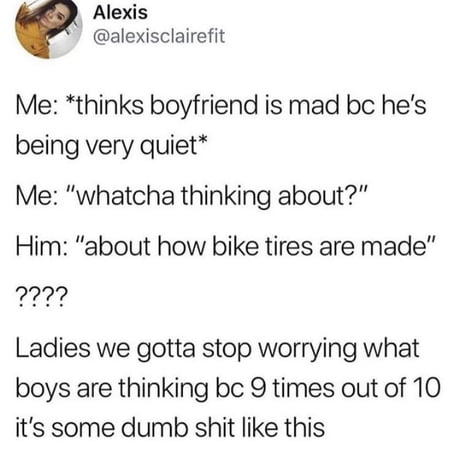 Alexis
@alexisclairefit
Me: *thinks boyfriend is mad bc he's
being very quiet*
Me: "whatcha thinking about?"
Him: "about how bike tires are made"
????
Ladies we gotta stop worrying what
boys are thinking bc 9 times out of 10
it's some dumb shit like this